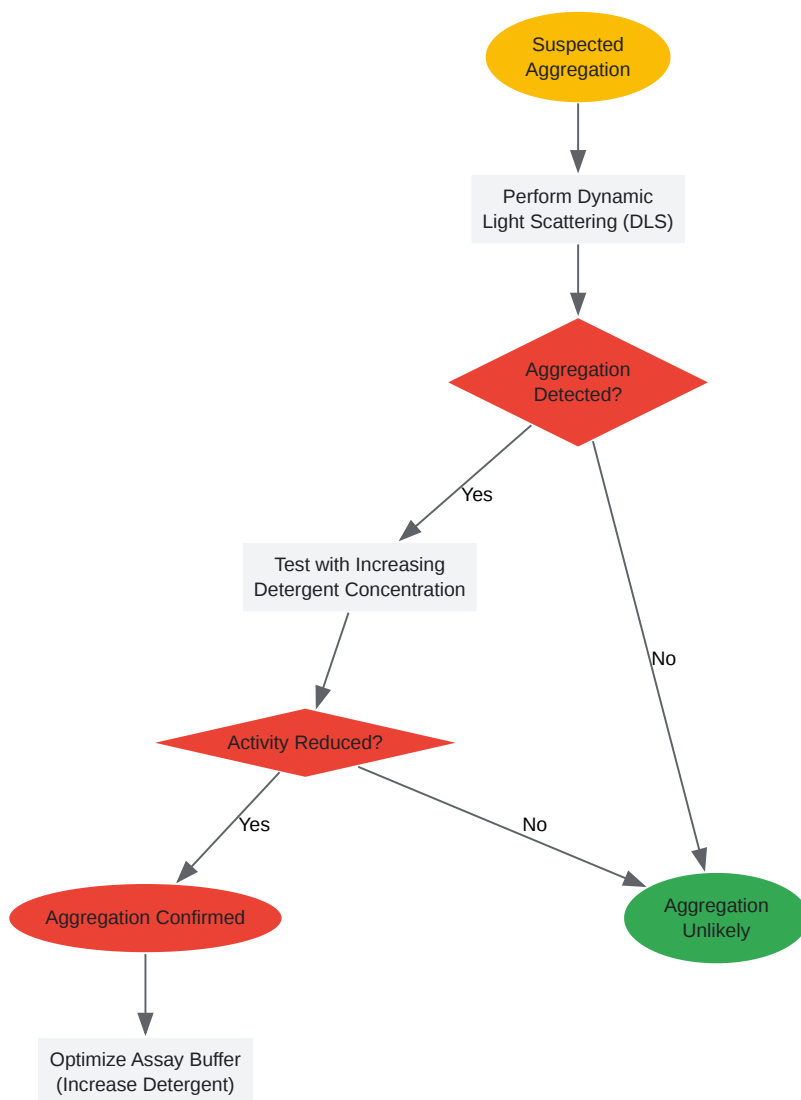 Suspected
Aggregation
Perform Dynamic
Light Scattering (DLS)
Aggregation
Detected?
Yes
Test with Increasing
Detergent Concentration
No
Activity Reduced?
Yes
No
Aggregation Confirmed
Aggregation
Unlikely
Optimize Assay Buffer
(Increase Detergent)